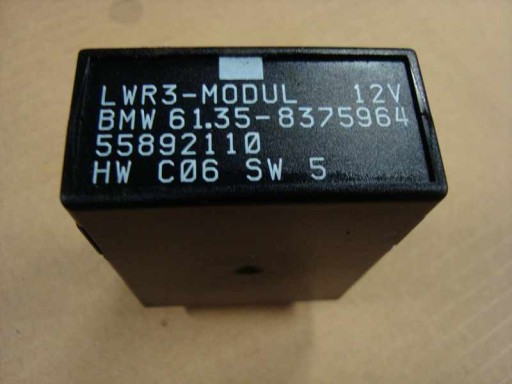 LWR3-MODUL 12V
BMW 61.35-8375964
55892110
HW C06 SW 5